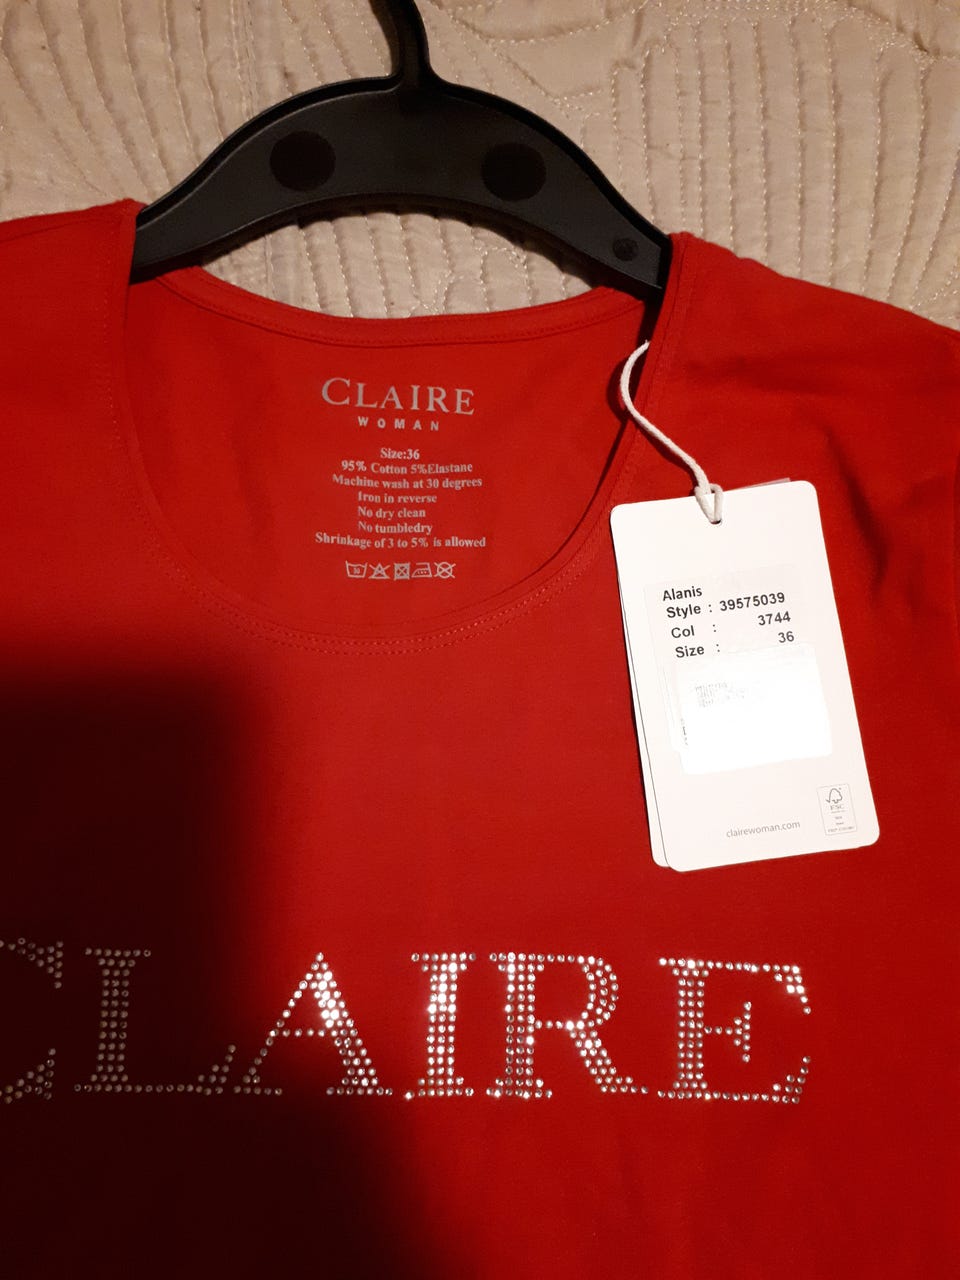 CLAIRE
WOMAN
Size:36
95% Cotton 5%Elastane
Machine wash at 30 degrees
Iron in reverse
No dry clean
No tumbledry
Shrinkage of 3 to 5% is allowed
30
Alanis
Style : 39575039
Col : 3744
Size : 36
clairewoman.com
FSC
CLAIRE